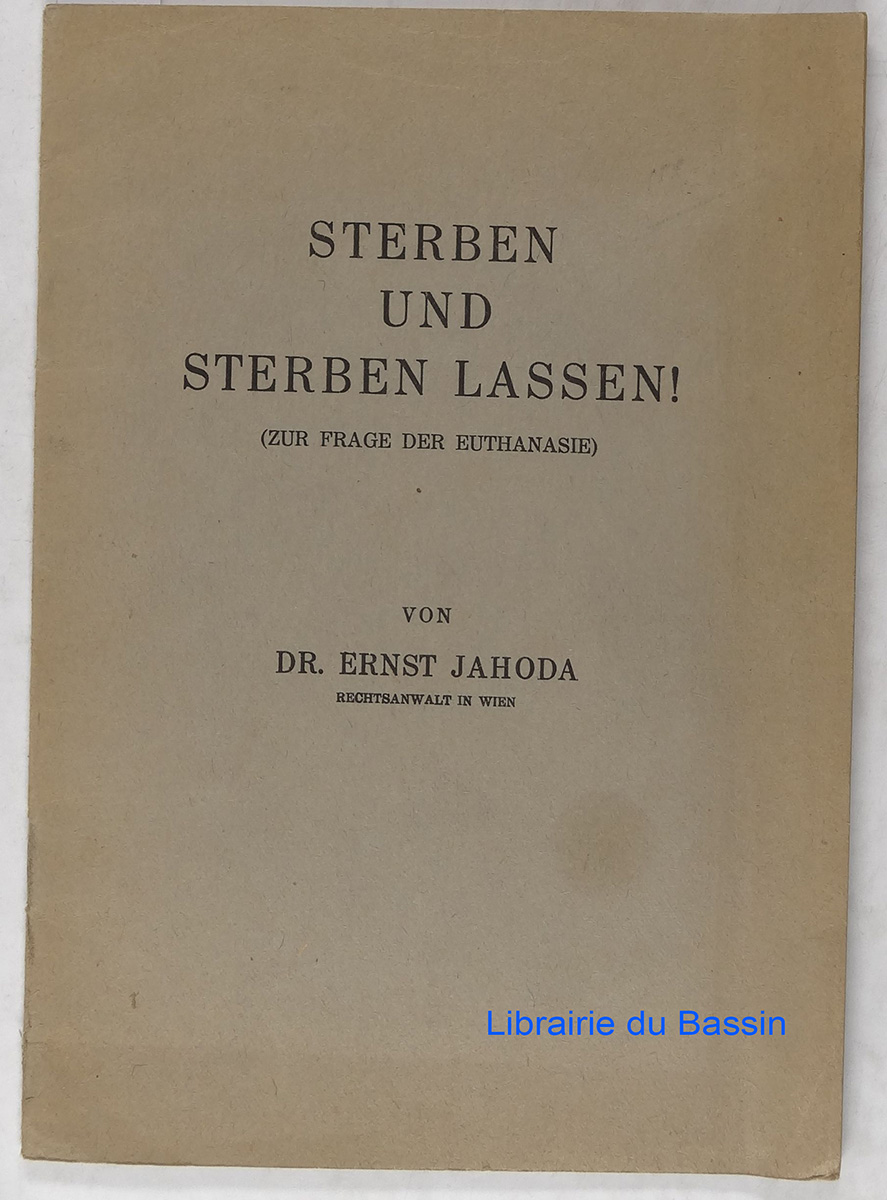 STERBEN
UND
STERBEN LASSEN!
(ZUR FRAGE DER EUTHANASIE)
VON
DR. ERNST JAHODA
RECHTSANWALT IN WIEN
Librairie du Bassin